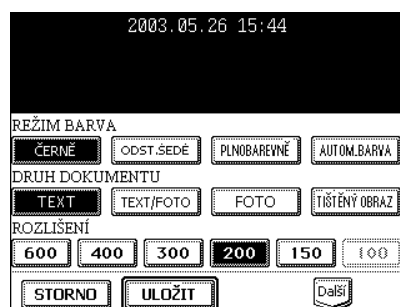 2003.05.26 15:44
REŽIM BARVA
ČERNĚ ODST.ŠEDÉ PLNOBAREVNĚ AUTOM.BARVA
DRUH DOKUMENTU
TEXT TEXT/FOTO FOTO TIŠTĚNÝ OBRAZ
ROZLIŠENÍ
600 400 300 200 150 100
STORNO ULOŽIT Další